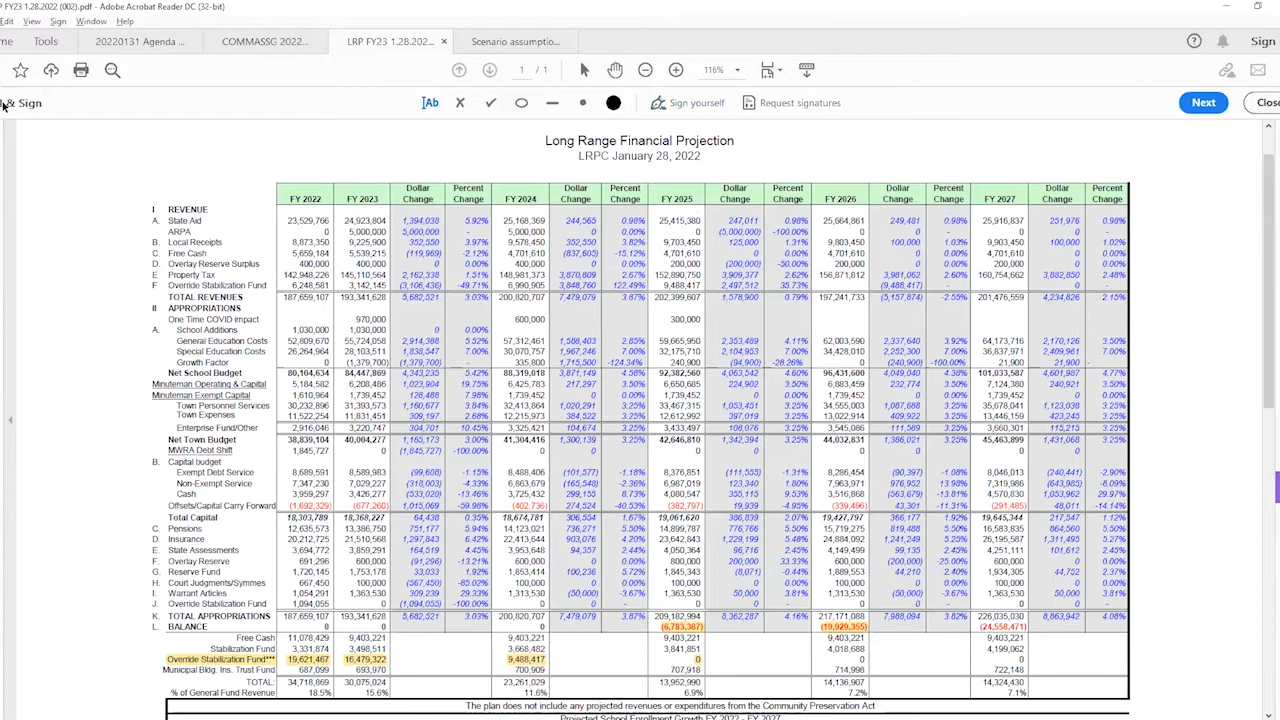 P FY23 1.28.2022 (002).pdf - Adobe Acrobat Reader DC (32-bit)
Edit View Sign Window Help
me Tools 20220131 Agenda ... COMMASSG 2022... LRP FY23 1.28.202... × Scenario assumptio... Sign
1 / 1 116%
& Sign Ab Sign yourself Request signatures Next Close
Long Range Financial Projection
LRPC January 28, 2022
FY 2022 FY 2023 Dollar Change Percent Change FY 2024 Dollar Change Percent Change FY 2025 Dollar Change Percent Change FY 2026 Dollar Change Percent Change FY 2027 Dollar Change Percent Change
I REVENUE
A. State Aid 23,529,766 24,923,804 1,394,038 5.92% 25,168,369 244,565 0.98% 25,415,380 247,011 0.98% 25,664,861 249,481 0.98% 25,916,837 251,976 0.98%
ARPA 0 5,000,000 5,000,000 - 5,000,000 0 0.00% 0 (5,000,000) -100.00% 0 0 - 0 0 -
B. Local Receipts 8,873,350 9,225,900 352,550 3.97% 9,578,450 352,550 3.82% 9,703,450 125,000 1.31% 9,803,450 100,000 1.03% 9,903,450 100,000 1.02%
C. Free Cash 5,659,184 5,539,215 (119,969) -2.12% 4,701,610 (837,605) -15.12% 4,701,610 0 0.00% 4,701,610 0 0.00% 4,701,610 0 0.00%
D. Overlay Reserve Surplus 400,000 400,000 0 0.00% 400,000 0 0.00% 200,000 (200,000) -50.00% 200,000 0 0.00% 200,000 0 0.00%
E Property Tax 142,948,226 145,110,564 2,162,338 1.51% 148,981,373 3,870,809 2.67% 152,890,750 3,909,377 2.62% 156,871,812 3,981,062 2.60% 160,754,662 3,882,850 2.48%
F Override Stabilization Fund 6,248,581 3,142,145 (3,106,436) -49.71% 6,990,905 3,848,760 122.49% 9,488,417 2,497,512 35.73% (9,488,417) - 0 -
TOTAL REVENUES 187,659,107 193,341,628 5,682,521 3.03% 200,820,707 7,479,079 3.87% 202,399,607 1,578,900 0.79% 197,241,733 (5,157,874) -2.55% 201,476,559 4,234,826 2.15%
II APPROPRIATIONS
One Time COVID impact 970,000 600,000 300,000
A. School Additions 1,030,000 1,030,000 0 0.00%
General Education Costs 52,809,670 55,724,058 2,914,388 5.52% 57,312,461 1,588,403 2.85% 59,665,950 2,353,489 4.11% 62,003,590 2,337,640 3.92% 64,173,716 2,170,126 3.50%
Special Education Costs 26,264,964 28,103,511 1,838,547 7.00% 30,070,757 1,967,246 7.00% 32,175,710 2,104,953 7.00% 34,428,010 2,252,300 7.00% 36,837,971 2,409,961 7.00%
Growth Factor 0 (1,379,700) (1,379,700) - 335,800 1,715,500 -124.34% 240,900 (94,900) -28.26% 0 (240,900) -100.00% 21,900 21,900 -
Net School Budget 80,104,634 84,447,869 4,343,235 5.42% 88,319,018 3,871,149 4.58% 92,382,560 4,063,542 4.60% 96,431,600 4,049,040 4.38% 101,033,587 4,601,987 4.77%
Minuteman Operating & Capital 5,184,582 6,208,486 1,023,904 19.75% 6,425,783 217,297 3.50% 6,650,685 224,902 3.50% 6,883,459 232,774 3.50% 7,124,380 240,921 3.50%
Minuteman Exempt Capital 1,610,964 1,739,452 128,488 7.98% 1,739,452 0 0.00% 1,739,452 0 0.00% 1,739,452 0 0.00% 1,739,452 0 0.00%
Town Personnel Services 30,232,896 31,393,573 1,160,677 3.84% 32,413,864 1,020,291 3.25% 33,467,315 1,053,451 3.25% 34,555,003 1,087,688 3.25% 35,678,041 1,123,038 3.25%
Town Expenses 11,522,254 11,831,451 309,197 2.68% 12,215,973 384,522 3.25% 12,612,992 397,019 3.25% 13,022,914 409,922 3.25% 13,446,159 423,245 3.25%
Enterprise Fund/Other 2,916,046 3,220,747 304,701 10.45% 3,325,421 104,674 3.25% 3,433,497 108,076 3.25% 3,545,086 111,589 3.25% 3,660,301 115,215 3.25%
Net Town Budget 38,839,104 40,004,277 1,165,173 3.00% 41,304,416 1,300,139 3.25% 42,646,810 1,342,394 3.25% 44,032,831 1,386,021 3.25% 45,463,899 1,431,068 3.25%
MWRA Debt Shift 1,845,727 0 (1,845,727) -100.00% 0 0 0 0 0 0 0 0
B. Capital budget
Exempt Debt Service 8,689,591 8,589,983 (99,608) -1.15% 8,488,406 (101,577) -1.18% 8,376,851 (111,555) -1.31% 8,286,454 (90,397) -1.08% 8,046,013 (240,441) -2.90%
Non-Exempt Service 7,347,230 7,029,227 (318,003) -4.33% 6,863,679 (165,548) -2.36% 6,987,019 123,340 1.80% 7,963,971 976,952 13.98% 7,319,986 (643,985) -8.09%
Cash 3,959,297 3,426,277 (533,020) -13.46% 3,725,432 299,155 8.73% 4,080,547 355,115 9.53% 3,516,868 (563,679) -13.81% 4,570,830 1,053,962 29.97%
Offsets/Capital Carry Forward (1,692,329) (677,260) 1,015,069 -59.98% (402,736) 274,524 -40.53% (382,797) 19,939 -4.95% (339,496) 43,301 -11.31% (291,485) 48,011 -14.14%
Total Capital 18,303,789 18,368,227 64,438 0.35% 18,674,781 306,554 1.67% 19,061,620 386,839 2.07% 19,427,797 366,177 1.92% 19,645,344 217,547 1.12%
C. Pensions 12,635,573 13,386,750 751,177 5.94% 14,123,021 736,271 5.50% 14,899,787 776,766 5.50% 15,719,275 819,488 5.50% 16,583,835 864,560 5.50%
D. Insurance 20,212,725 21,510,568 1,297,843 6.42% 22,413,644 903,076 4.20% 23,642,843 1,229,199 5.48% 24,884,092 1,241,249 5.25% 26,195,587 1,311,495 5.27%
E. State Assessments 3,694,772 3,859,291 164,519 4.45% 3,953,648 94,357 2.44% 4,050,364 96,716 2.45% 4,149,499 99,135 2.45% 4,251,111 101,612 2.45%
F. Overlay Reserve 691,296 600,000 (91,296) -13.21% 600,000 0 0.00% 800,000 200,000 33.33% 600,000 (200,000) -25.00% 600,000 0 0.00%
G. Reserve Fund 1,720,145 1,753,178 33,033 1.92% 1,853,414 100,236 5.72% 1,845,343 (8,071) -0.44% 1,889,553 44,210 2.40% 1,934,305 44,752 2.37%
H. Court Judgments/Symmes 667,450 100,000 (567,450) -85.02% 100,000 0 0.00% 100,000 0 0.00% 100,000 0 0.00% 100,000 0 0.00%
I. Warrant Articles 1,054,291 1,363,530 309,239 29.33% 1,313,530 (50,000) -3.67% 1,363,530 50,000 3.81% 1,313,530 (50,000) -3.67% 1,363,530 50,000 3.81%
J. Override Stabilization Fund 1,094,055 0 (1,094,055) -100.00% 0 0 - 0 0 - 0 0 - 0 0 -
K. TOTAL APPROPRIATIONS 187,659,107 193,341,628 5,682,521 3.03% 200,820,707 7,479,079 3.87% 209,182,994 8,362,287 4.16% 217,171,088 7,988,094 3.82% 226,035,030 8,863,942 4.08%
L. BALANCE 0 0 0 (6,783,387) (19,929,355) (24,558,471)
Free Cash 11,078,429 9,403,221 9,403,221 9,403,221 9,403,221 9,403,221
Stabilization Fund 3,331,874 3,498,511 3,668,482 3,841,851 4,018,688 4,199,062
Override Stabilization Fund*** 19,621,467 16,479,322 9,488,417 0 0 0
Municipal Bldg. Ins. Trust Fund 687,099 693,970 700,909 707,918 714,998 722,148
TOTAL: 34,718,869 30,075,024 23,261,029 13,952,990 14,136,907 14,324,430
% of General Fund Revenue 18.5% 15.6% 11.6% 6.9% 7.2% 7.1%
The plan does not include any projected revenues or expenditures from the Community Preservation Act
Projected School Enrollment Growth FY 2022 - FY 2027